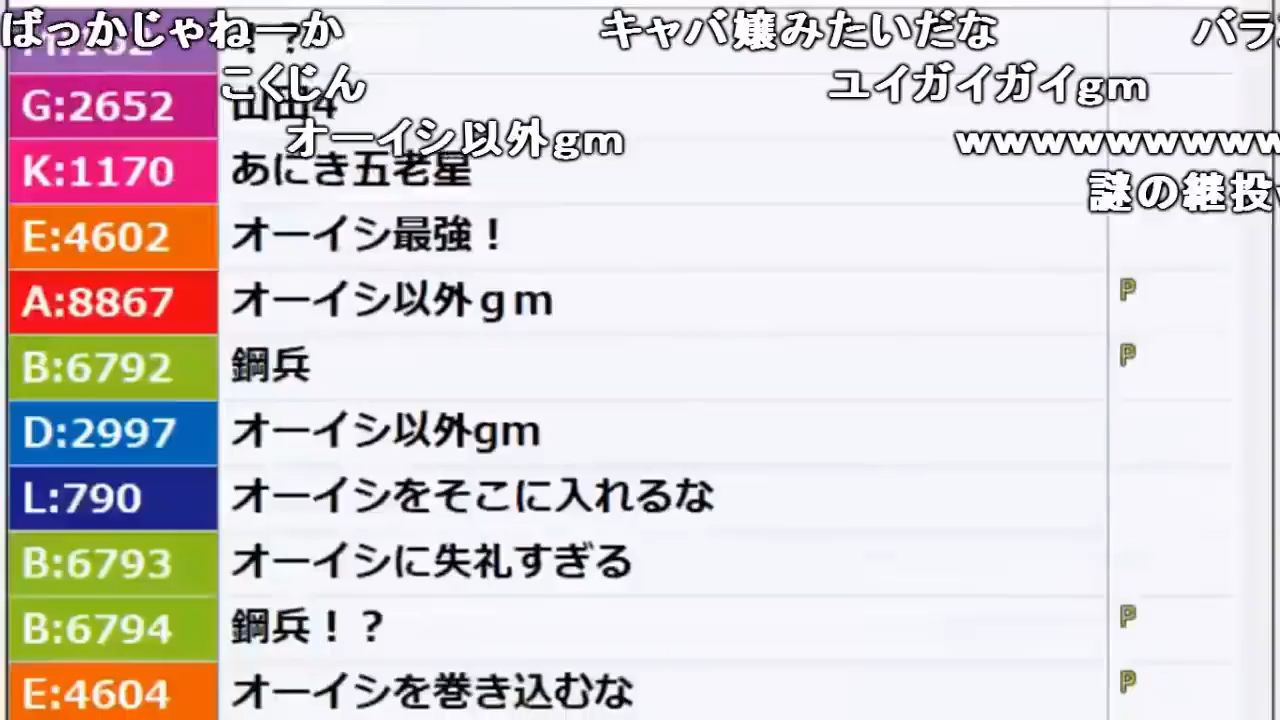 ばっかじゃねーか
キャバ嬢みたいだな
バラ
！？
こくじん
ユイガイガイgm
G:2652 山田4
オーイシ以外gm
wwwwwwwwww
K:1170 あにき五老星
謎の継投
E:4602 オーイシ最強！
A:8867 オーイシ以外ｇｍ P
B:6792 鋼兵 P
D:2997 オーイシ以外gm
L:790 オーイシをそこに入れるな
B:6793 オーイシに失礼すぎる
B:6794 鋼兵！？ P
E:4604 オーイシを巻き込むな P